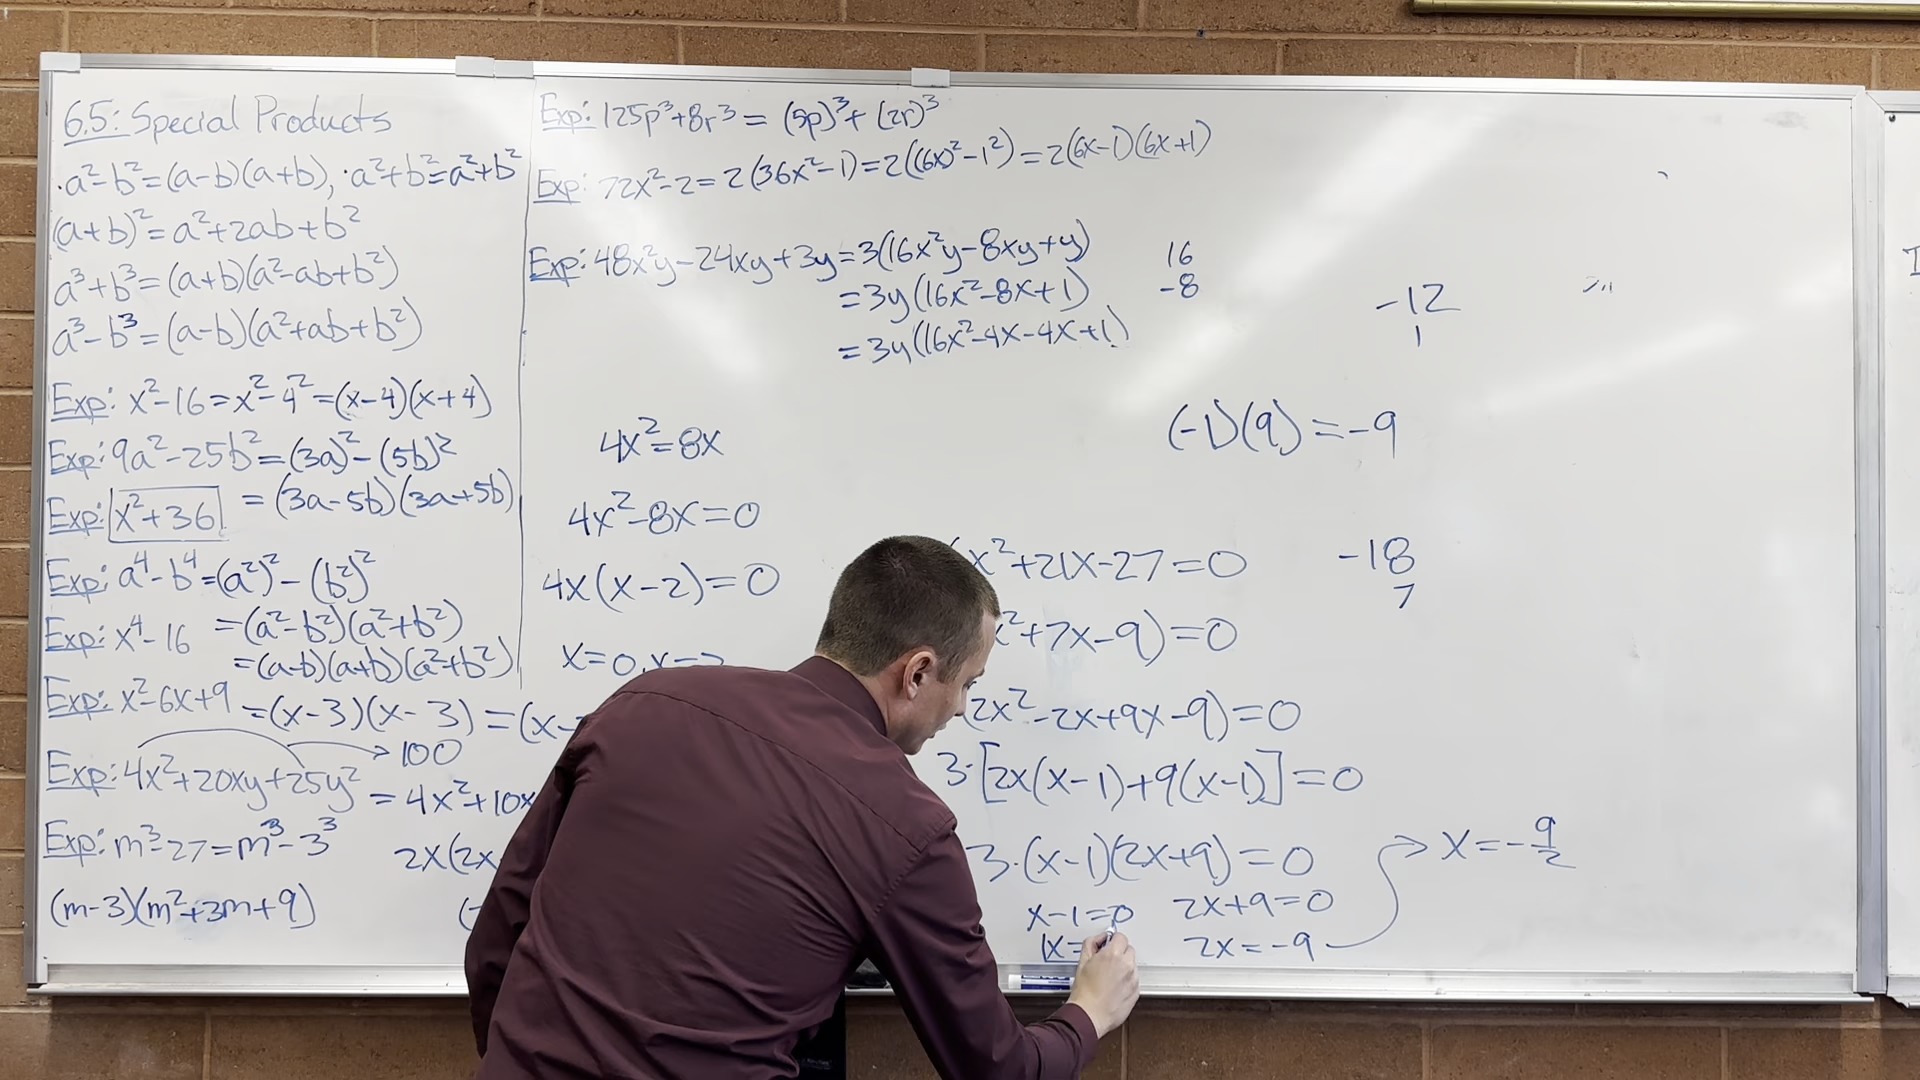 6.5: Special Products
·a²-b²=(a-b)(a+b), ·a²+b²=a²+b²
(a+b)²=a²+2ab+b²
a³+b³=(a+b)(a²-ab+b²)
a³-b³=(a-b)(a²+ab+b²)
Exp: x²-16=x²-4²=(x-4)(x+4)
Exp: 9a²-25b²=(3a)²-(5b)²
=(3a-5b)(3a+5b)
Exp: x²+36
Exp: a⁴-b⁴=(a²)²-(b²)²
=(a²-b²)(a²+b²)
=(a-b)(a+b)(a²+b²)
Exp: x⁴-16
Exp: x²-6x+9=(x-3)(x-3)=(x-
100
Exp: 4x²+20xy+25y²=4x²+10x
2x(2x
(
Exp: m³-27=m³-3³
(m-3)(m²+3m+9)
Exp: 125p³+8r³=(5p)³+(2r)³
Exp: 72x²-2=2(36x²-1)=2((6x)²-1²)=2(6x-1)(6x+1)
Exp: 48x²y-24xy+3y=3(16x²y-8xy+y)
=3y(16x²-8x+1)
=3y(16x²-4x-4x+1)
16
-8
-12
1
4x²=8x
4x²-8x=0
4x(x-2)=0
x=0, x=2
(-1)(9)=-9
x²+21x-27=0
-18
7
x²+7x-9)=0
2x²-2x+9x-9)=0
3·[2x(x-1)+9(x-1)]=0
3·(x-1)(2x+9)=0
x-1=0
x=
2x+9=0
2x=-9
x=-9/2